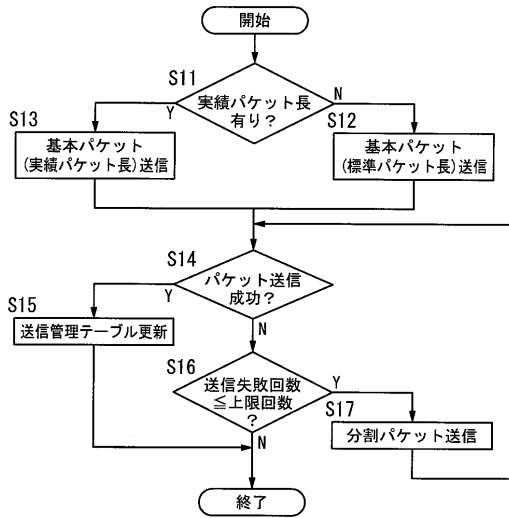 開始
S11
実績パケット長
有り?
Y
N
S13
基本パケット
(実績パケット長)送信
S12
基本パケット
(標準パケット長)送信
S14
パケット送信
成功?
Y
N
S15
送信管理テーブル更新
S16
送信失敗回数
≦上限回数
?
Y
N
S17
分割パケット送信
終了